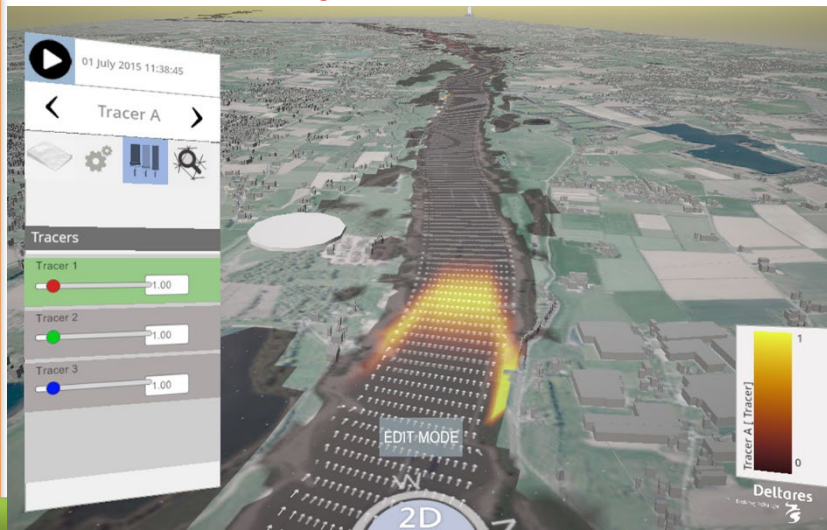 01 July 2015 11:38:45
Tracer A
Tracers
Tracer 1
1.00
Tracer 2
1.00
Tracer 3
1.00
EDIT MODE
W
2D
1
Tracer A [ Tracer]
0
Deltares